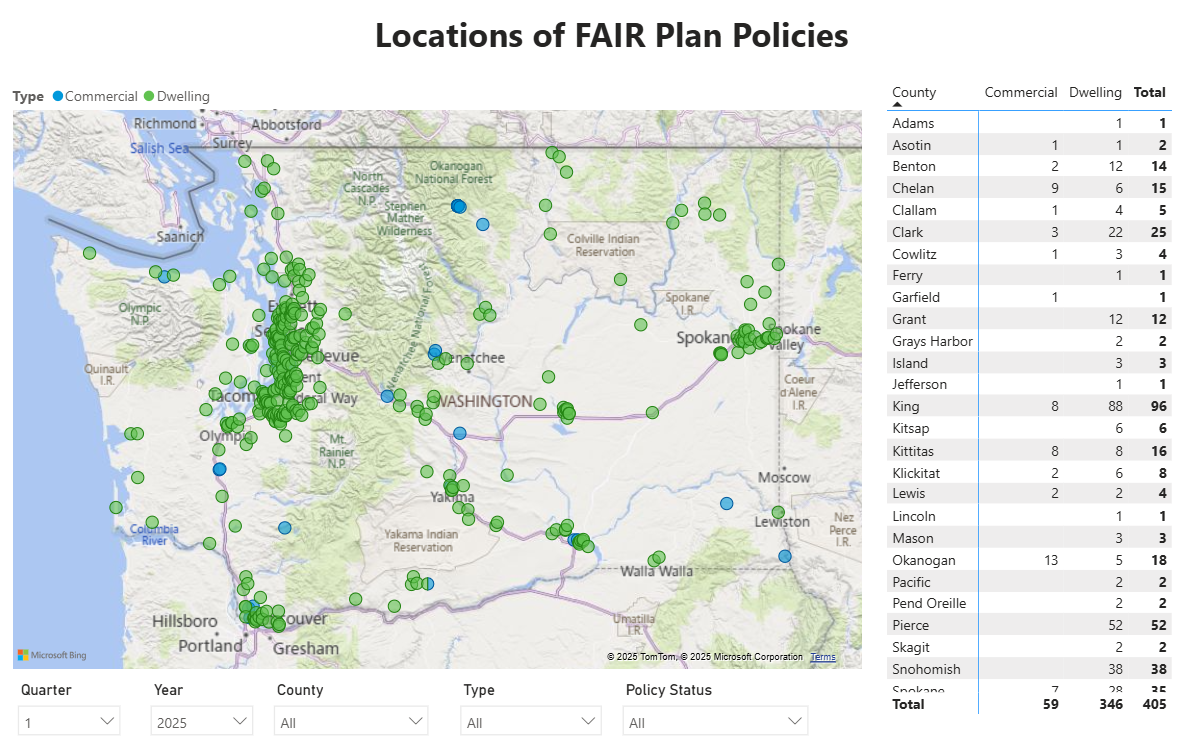 Locations of FAIR Plan Policies
Type Commercial Dwelling
Richmond
Abbotsford
Surrey
Salish Sea
North Cascades N.P.
Okanogan National Forest
Stephen Mather Wilderness
Saanich
Colville Indian Reservation
Olympic N.P.
Spokane I.R.
Spokane
Spokane Valley
Wenatchee National Forest
Wenatchee
Quinault I.R.
Coeur d'Alene I.R.
WASHINGTON
Tacoma
Federal Way
Mt. Rainier N.P.
Moscow
Yakima
Lewiston
Nez Perce I.R.
Columbia River
Yakama Indian Reservation
Walla Walla
Hillsboro
Portland
Gresham
Umatilla I.R.
Microsoft Bing
© 2025 TomTom, © 2025 Microsoft Corporation Terms
County Commercial Dwelling Total
Adams 1 1
Asotin 1 1 2
Benton 2 12 14
Chelan 9 6 15
Clallam 1 4 5
Clark 3 22 25
Cowlitz 1 3 4
Ferry 1 1
Garfield 1 1
Grant 12 12
Grays Harbor 2 2
Island 3 3
Jefferson 1 1
King 8 88 96
Kitsap 6 6
Kittitas 8 8 16
Klickitat 2 6 8
Lewis 2 2 4
Lincoln 1 1
Mason 3 3
Okanogan 13 5 18
Pacific 2 2
Pend Oreille 2 2
Pierce 52 52
Skagit 2 2
Snohomish 38 38
Spokane 7 28 35
Total 59 346 405
Quarter Year County Type Policy Status
1 2025 All All All